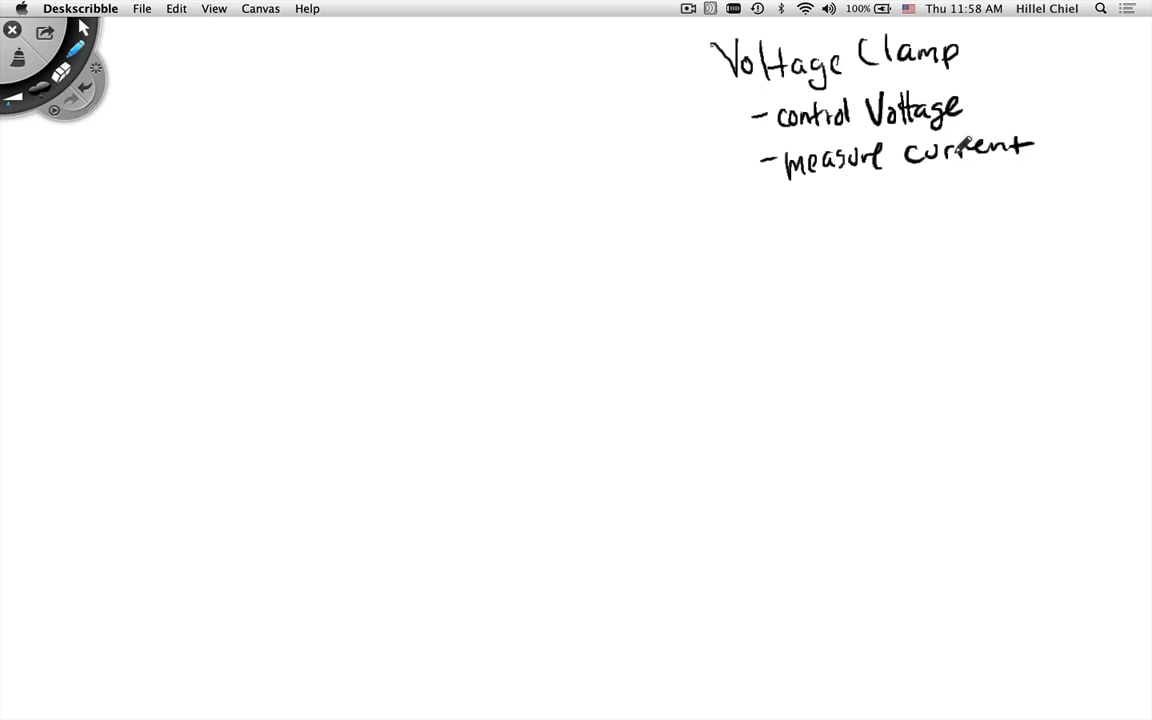 Deskscribble File Edit View Canvas Help 100% Thu 11:58 AM Hillel Chiel
Voltage Clamp
- control Voltage
- measure current